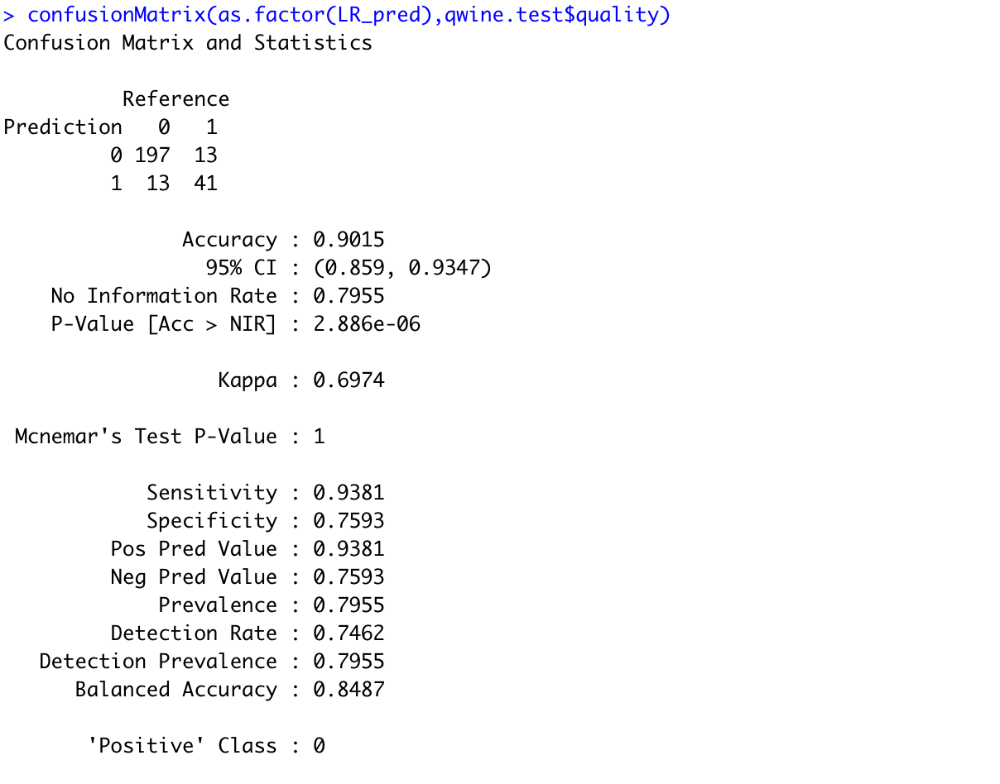 > confusionMatrix(as.factor(LR_pred),qwine.test$quality)
Confusion Matrix and Statistics

          Reference
Prediction   0   1
         0 197  13
         1  13  41

               Accuracy : 0.9015
                 95% CI : (0.859, 0.9347)
    No Information Rate : 0.7955
    P-Value [Acc > NIR] : 2.886e-06

                  Kappa : 0.6974

 Mcnemar's Test P-Value : 1

            Sensitivity : 0.9381
            Specificity : 0.7593
         Pos Pred Value : 0.9381
         Neg Pred Value : 0.7593
             Prevalence : 0.7955
         Detection Rate : 0.7462
   Detection Prevalence : 0.7955
      Balanced Accuracy : 0.8487

       'Positive' Class : 0